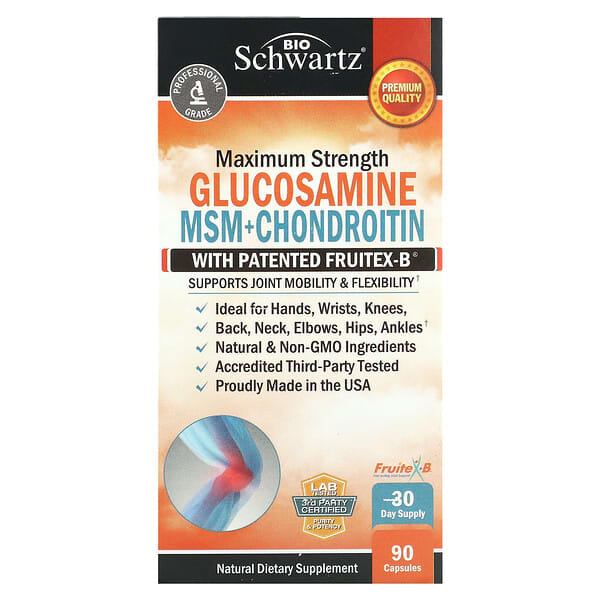 BIO
Schwartz®
PROFESSIONAL
GRADE
PREMIUM
QUALITY
Maximum Strength
GLUCOSAMINE
MSM+CHONDROITIN
WITH PATENTED FRUITEX-B®
SUPPORTS JOINT MOBILITY & FLEXIBILITY†
✓ Ideal for Hands, Wrists, Knees,
✓ Back, Neck, Elbows, Hips, Ankles†
✓ Natural & Non-GMO Ingredients
✓ Accredited Third-Party Tested
✓ Proudly Made in the USA
LAB
TESTED
3rd PARTY
CERTIFIED
PURITY
& POTENCY
FruiteX-B
30
Day Supply
90
Capsules
Natural Dietary Supplement